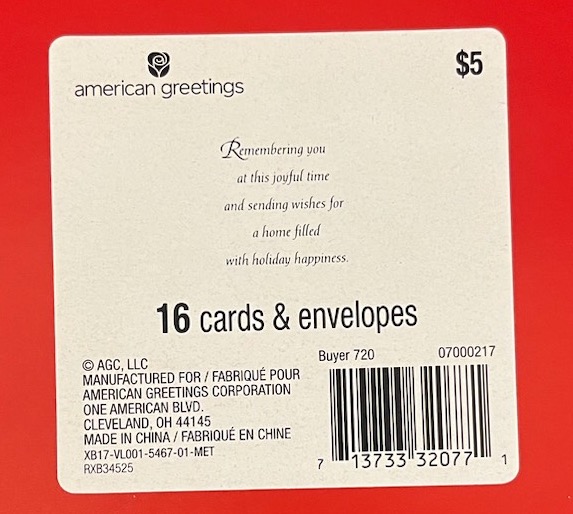 american greetings
$5
Remembering you
at this joyful time
and sending wishes for
a home filled
with holiday happiness.
16 cards & envelopes
© AGC, LLC
MANUFACTURED FOR / FABRIQUÉ POUR
AMERICAN GREETINGS CORPORATION
ONE AMERICAN BLVD.
CLEVELAND, OH 44145
MADE IN CHINA / FABRIQUÉ EN CHINE
XB17-VL001-5467-01-MET
RXB34525
Buyer 720 07000217
7 13733 32077 1